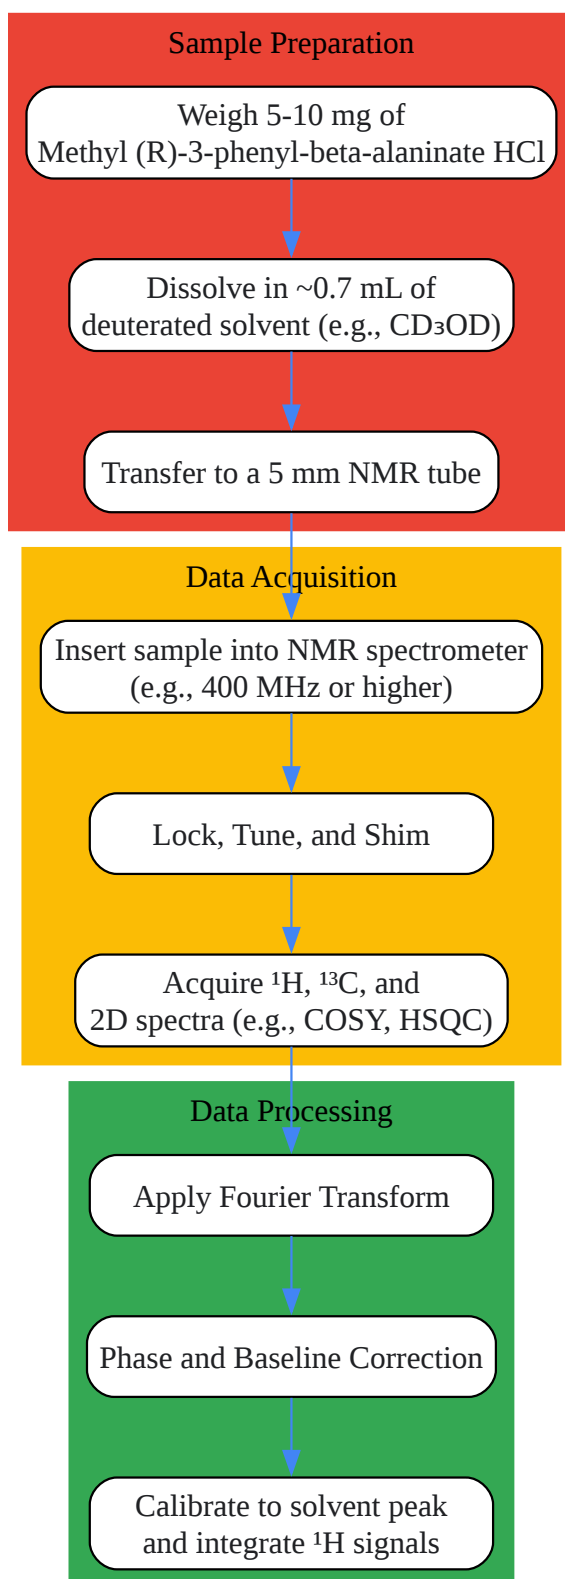 Sample Preparation
Weigh 5-10 mg of
Methyl (R)-3-phenyl-beta-alaninate HCl
Dissolve in ~0.7 mL of
deuterated solvent (e.g., CD₃OD)
Transfer to a 5 mm NMR tube
Data Acquisition
Insert sample into NMR spectrometer
(e.g., 400 MHz or higher)
Lock, Tune, and Shim
Acquire ¹H, ¹³C, and
2D spectra (e.g., COSY, HSQC)
Data Processing
Apply Fourier Transform
Phase and Baseline Correction
Calibrate to solvent peak
and integrate ¹H signals